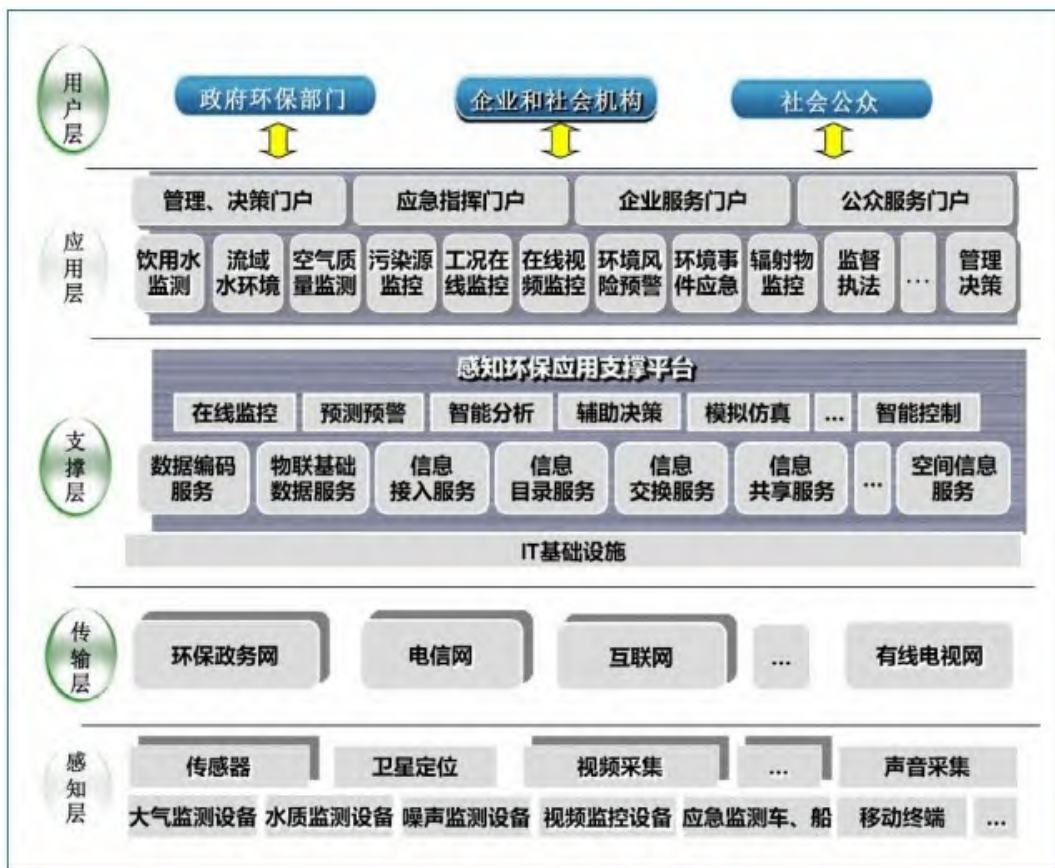 用户层
政府环保部门 企业和社会机构 社会公众
应用层
管理、决策门户 应急指挥门户 企业服务门户 公众服务门户
饮用水监测 流域水环境 空气质量监测 污染源监控 工况在线监控 在线视频监控 环境风险预警 环境事件应急 辐射物监控 监督执法 ... 管理决策
支撑层
感知环保应用支撑平台
在线监控 预测预警 智能分析 辅助决策 模拟仿真 ... 智能控制
数据编码服务 物联基础数据服务 信息接入服务 信息目录服务 信息交换服务 信息共享服务 ... 空间信息服务
IT基础设施
传输层
环保政务网 电信网 互联网 ... 有线电视网
感知层
传感器 卫星定位 视频采集 ... 声音采集
大气监测设备 水质监测设备 噪声监测设备 视频监控设备 应急监测车、船 移动终端 ...